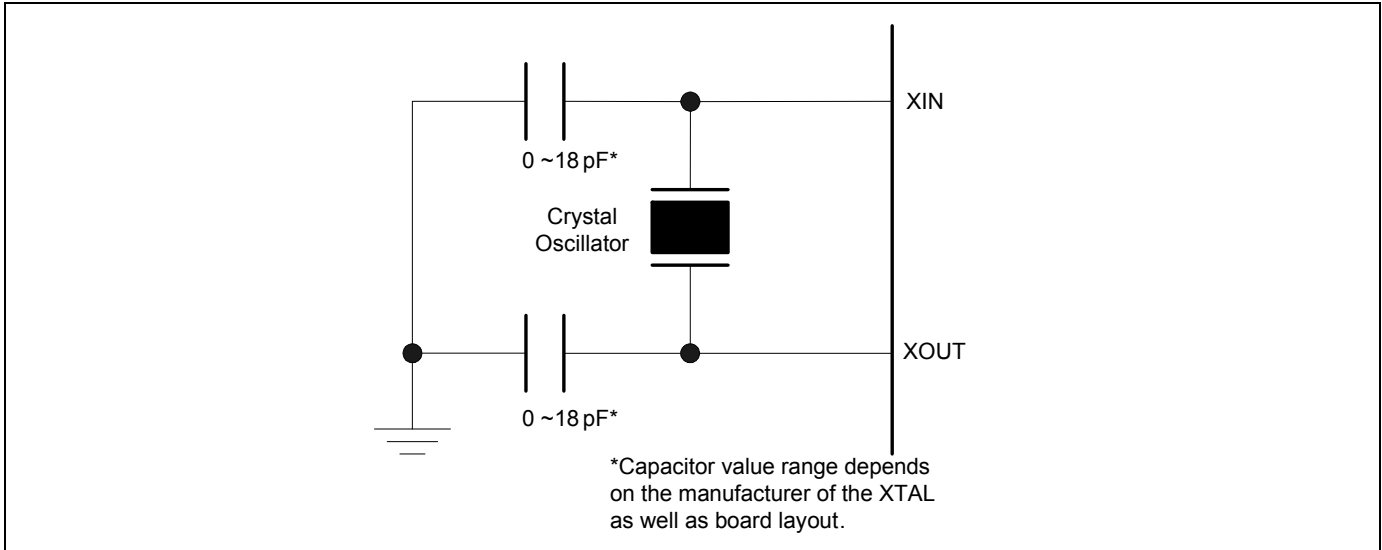 XIN
0 ~18 pF*
Crystal
Oscillator
XOUT
0 ~18 pF*
*Capacitor value range depends
on the manufacturer of the XTAL
as well as board layout.